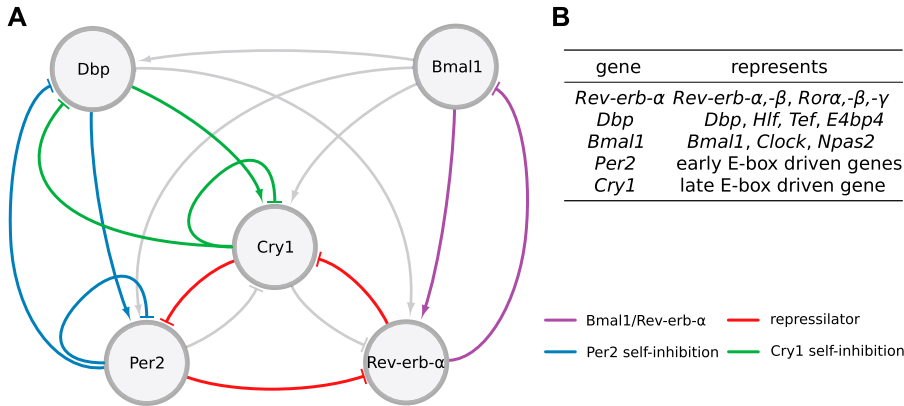 A
B
Dbp
Bmal1
Cry1
Per2
Rev-erb-α
gene represents
Rev-erb-α Rev-erb-α,-β, Rorα,-β,-γ
Dbp Dbp, Hlf, Tef, E4bp4
Bmal1 Bmal1, Clock, Npas2
Per2 early E-box driven genes
Cry1 late E-box driven gene
Bmal1/Rev-erb-α repressilator
Per2 self-inhibition Cry1 self-inhibition